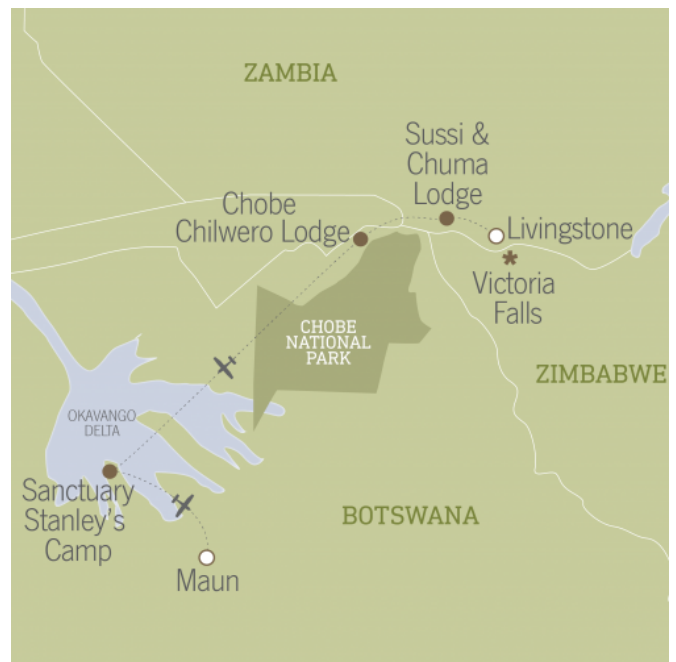 ZAMBIA
Sussi &
Chuma
Lodge
Chobe
Chilwero Lodge
Livingstone
Victoria
Falls
CHOBE
NATIONAL
PARK
ZIMBABWE
OKAVANGO
DELTA
Sanctuary
Stanley's
Camp
BOTSWANA
Maun